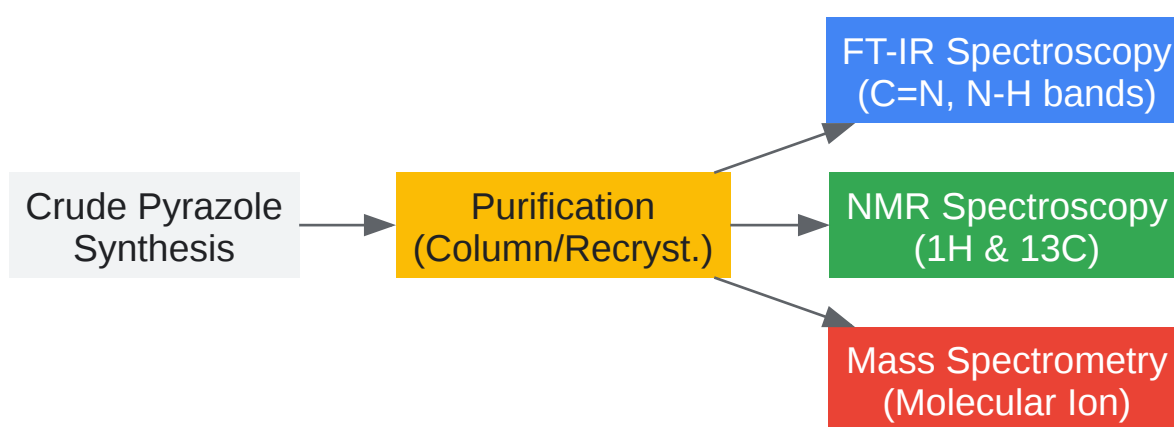 Crude Pyrazole
Synthesis
Purification
(Column/Recryst.)
FT-IR Spectroscopy
(C=N, N-H bands)
NMR Spectroscopy
(1H & 13C)
Mass Spectrometry
(Molecular Ion)